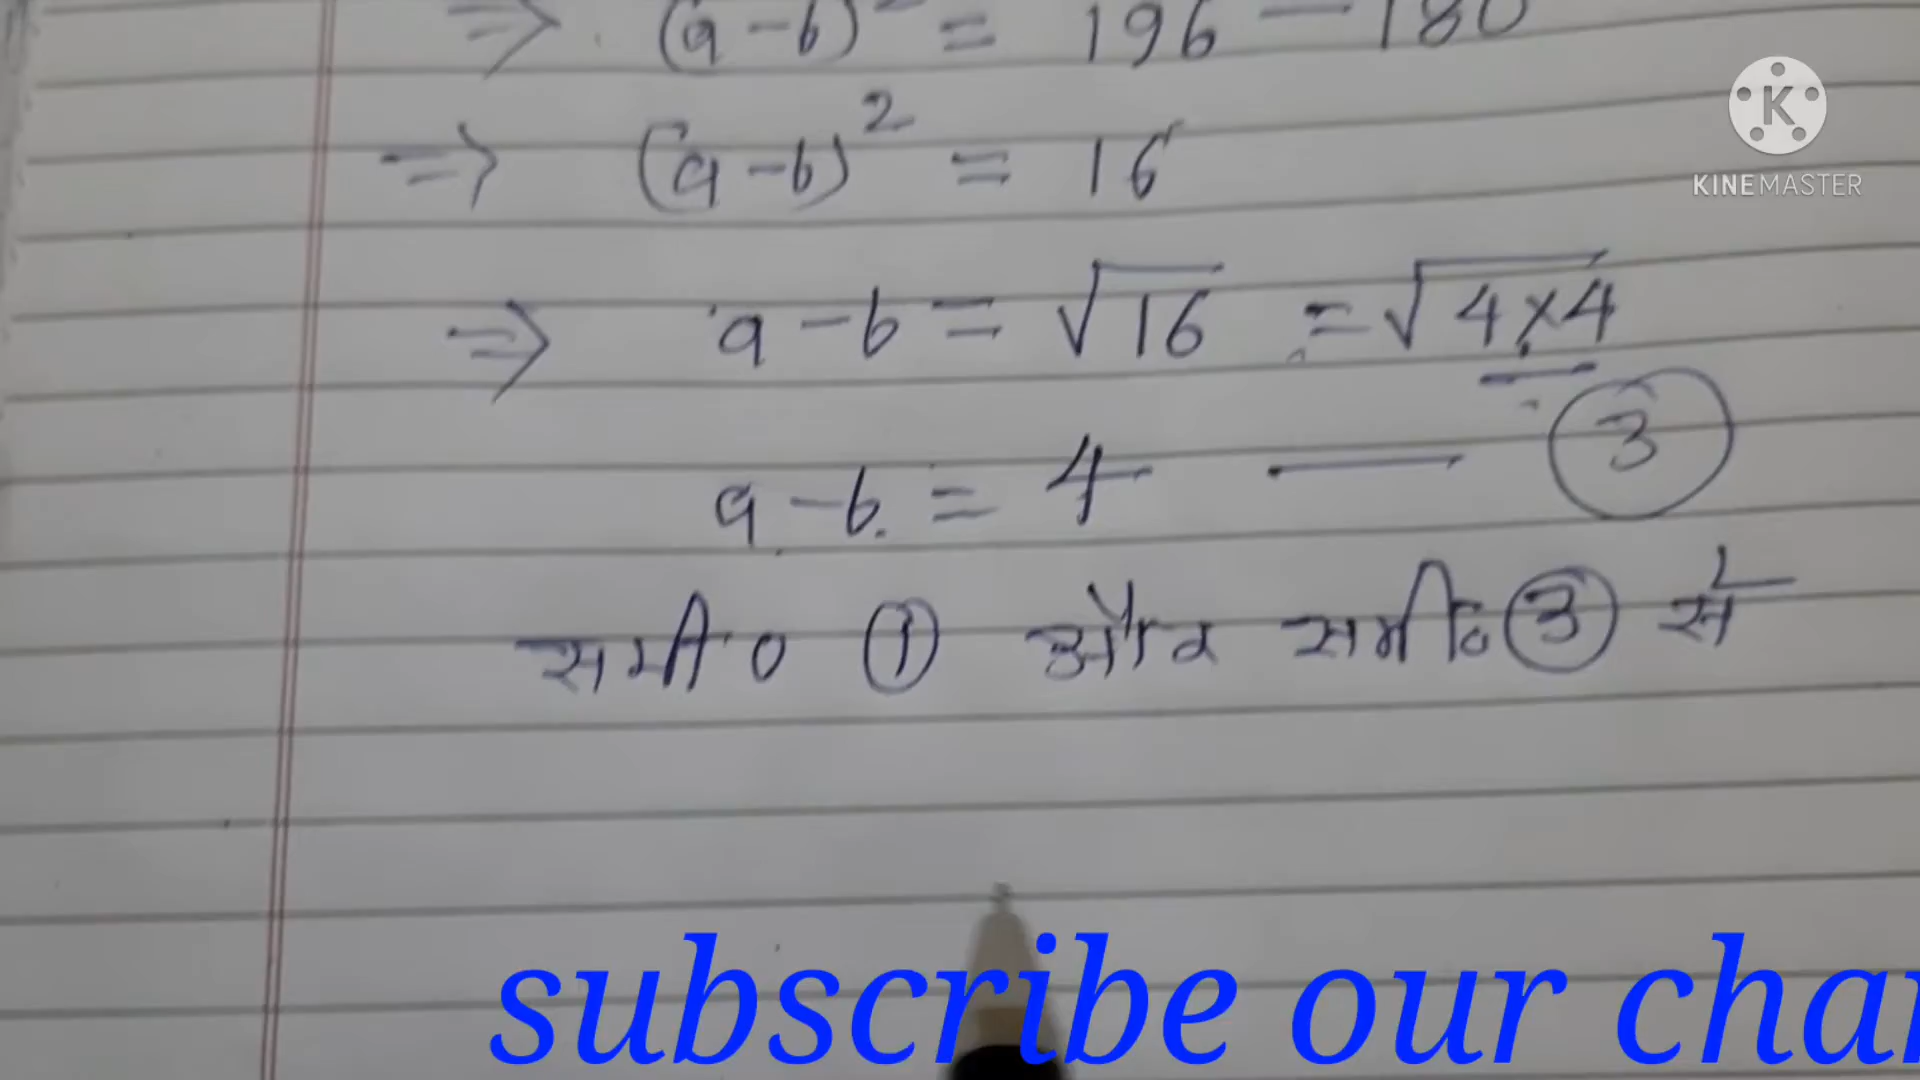 ⇒ (a-b)² = 196 - 180
⇒ (a-b)² = 16
⇒ a-b = √16 = √4×4
a-b = 4 — ③
समी० ① और समी० ③ से
K
KINEMASTER
subscribe our chan